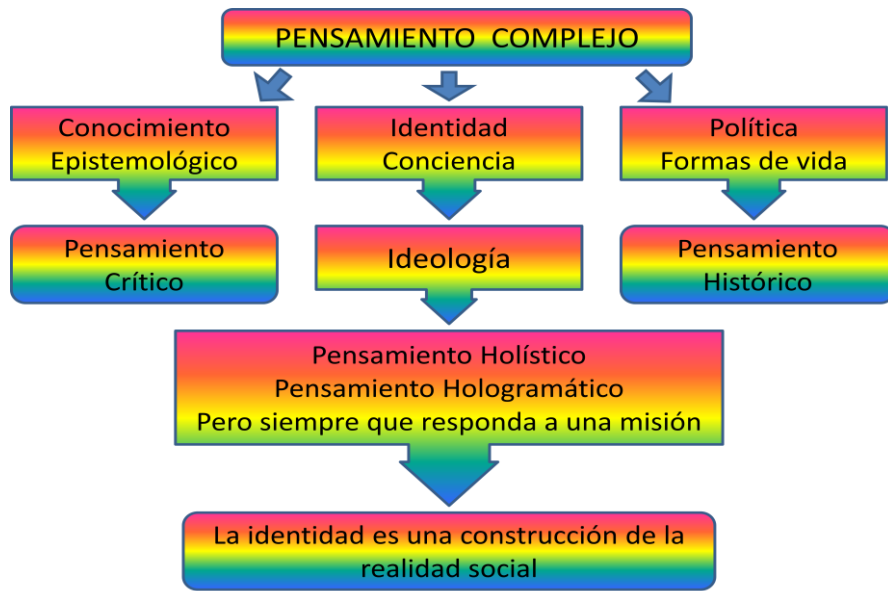 PENSAMIENTO COMPLEJO
Conocimiento
Epistemológico
Identidad
Conciencia
Política
Formas de vida
Pensamiento
Crítico
Ideología
Pensamiento
Histórico
Pensamiento Holístico
Pensamiento Hologramático
Pero siempre que responda a una misión
La identidad es una construcción de la
realidad social